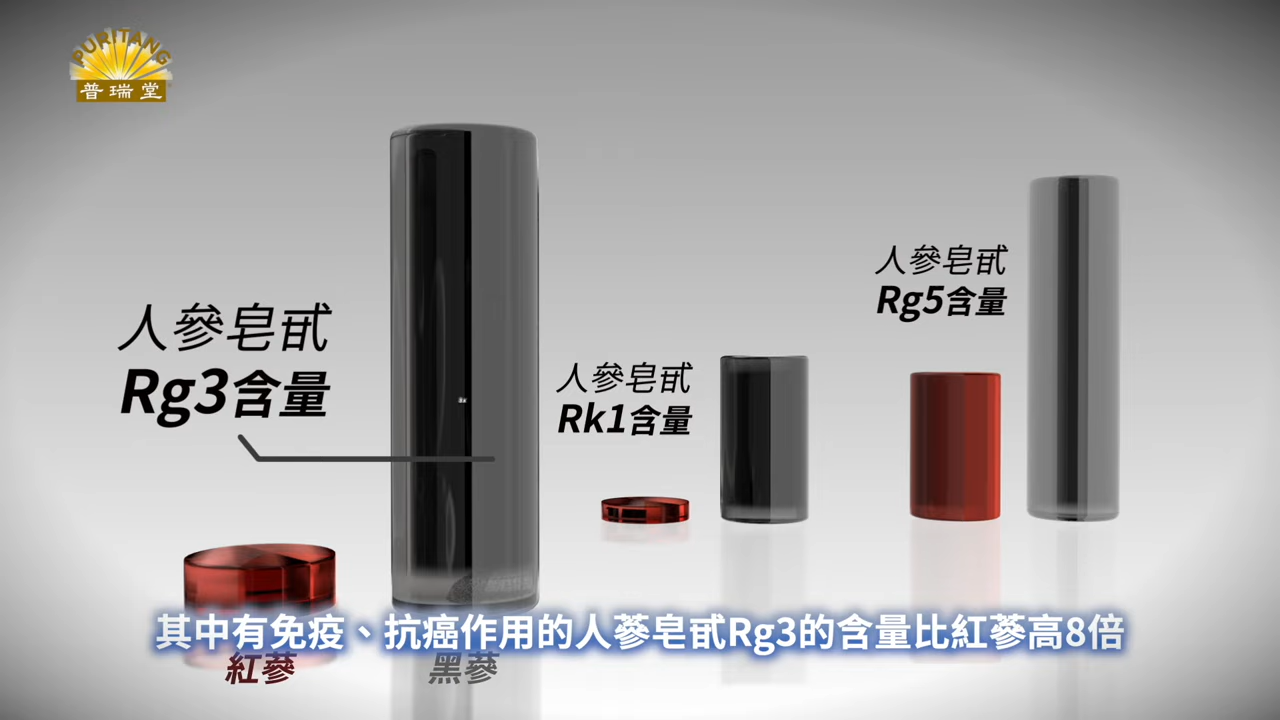 PURITANG
普瑞堂
人參皂甙
Rg3含量
人參皂甙
Rk1含量
人參皂甙
Rg5含量
其中有免疫、抗癌作用的人蔘皂甙Rg3的含量比紅蔘高8倍
紅蔘
黑蔘